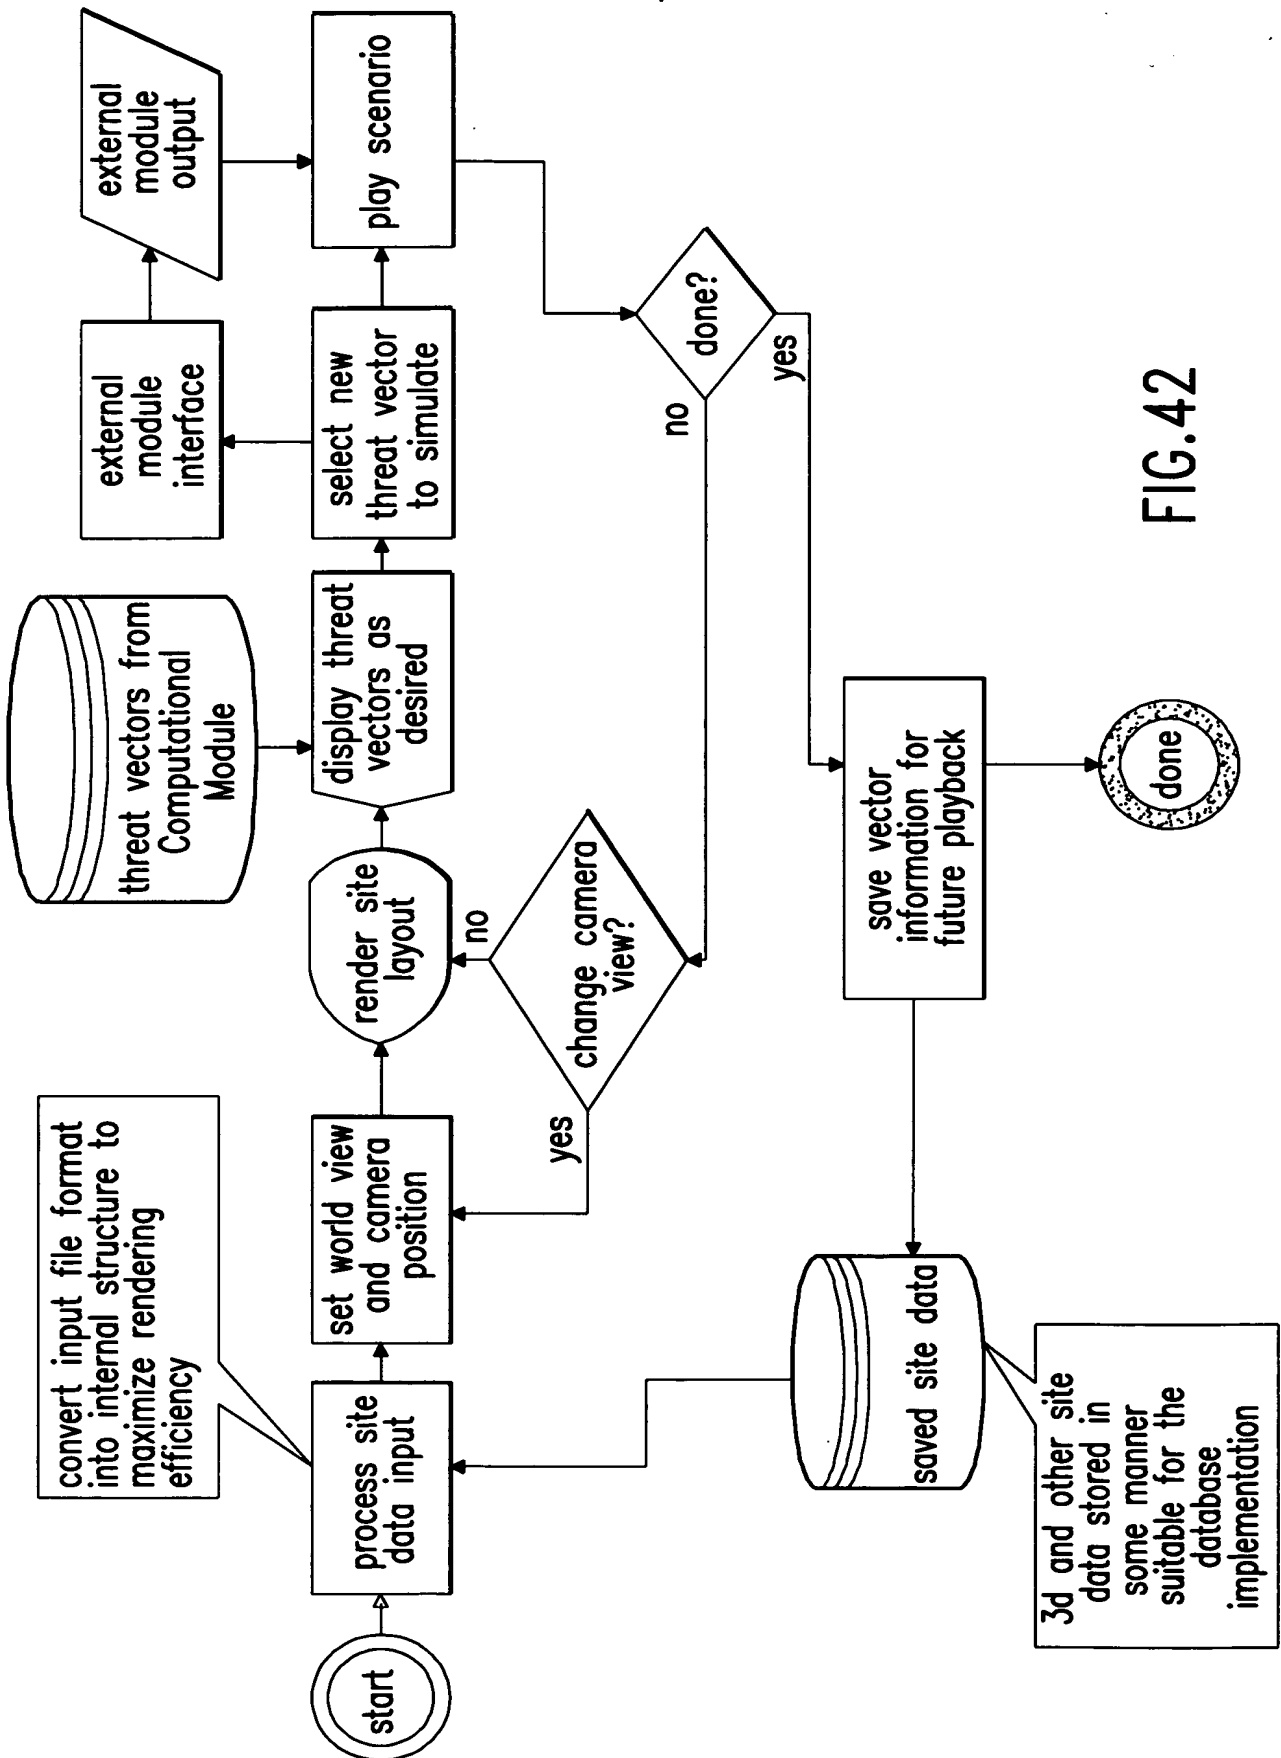 convert input file format
into internal structure to
maximize rendering
efficiency
threat vectors from
Computational
Module
external
module
interface
external
module
output
start
process site
data input
set world view
and camera
position
render site
layout
display threat
vectors as
desired
select new
threat vector
to simulate
play scenario
yes
change camera
view?
no
no
done?
yes
saved site data
save vector
information for
future playback
3d and other site
data stored in
some manner
suitable for the
database
implementation
done
FIG.42